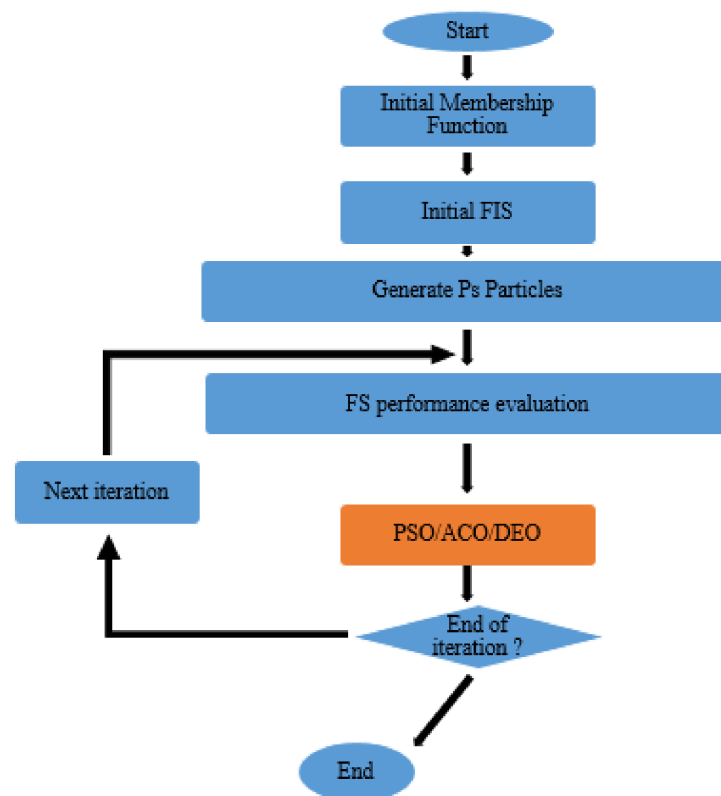 Start
Initial Membership
Function
Initial FIS
Generate Ps Particles
FS performance evaluation
Next iteration
PSO/ACO/DEO
End of
iteration ?
End